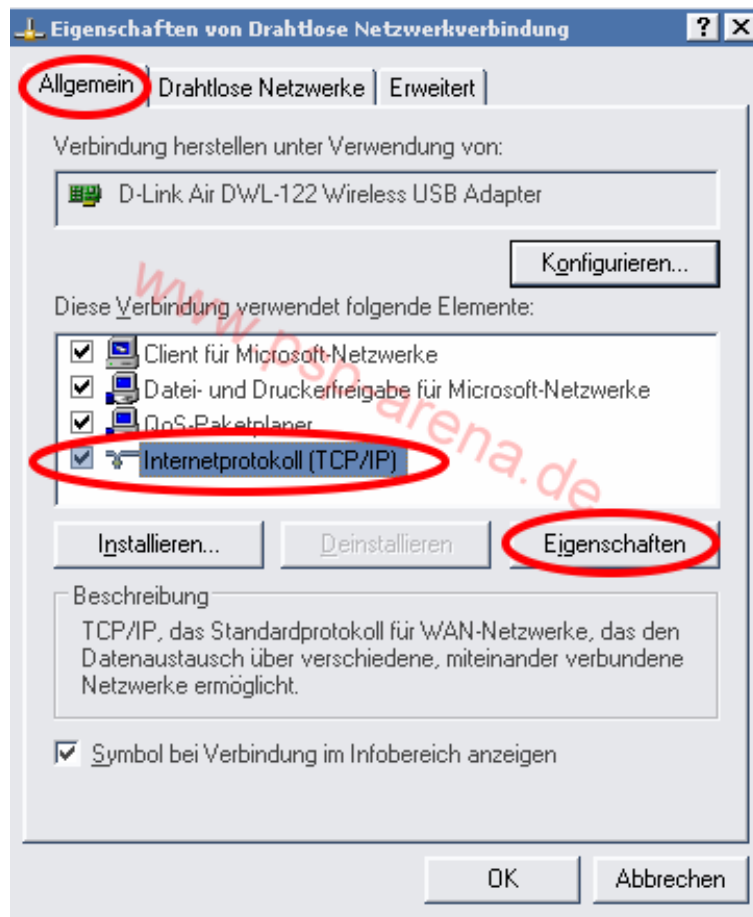 Eigenschaften von Drahtlose Netzwerkverbindung
Allgemein
Drahtlose Netzwerke
Erweitert
Verbindung herstellen unter Verwendung von:
D-Link Air DWL-122 Wireless USB Adapter
Konfigurieren...
Diese Verbindung verwendet folgende Elemente:
Client für Microsoft-Netzwerke
Datei- und Druckerfreigabe für Microsoft-Netzwerke
QoS-Paketplaner
Internetprotokoll (TCP/IP)
www.psp-arena.de
Installieren...
Deinstallieren
Eigenschaften
Beschreibung
TCP/IP, das Standardprotokoll für WAN-Netzwerke, das den
Datenaustausch über verschiedene, miteinander verbundene
Netzwerke ermöglicht.
Symbol bei Verbindung im Infobereich anzeigen
OK
Abbrechen